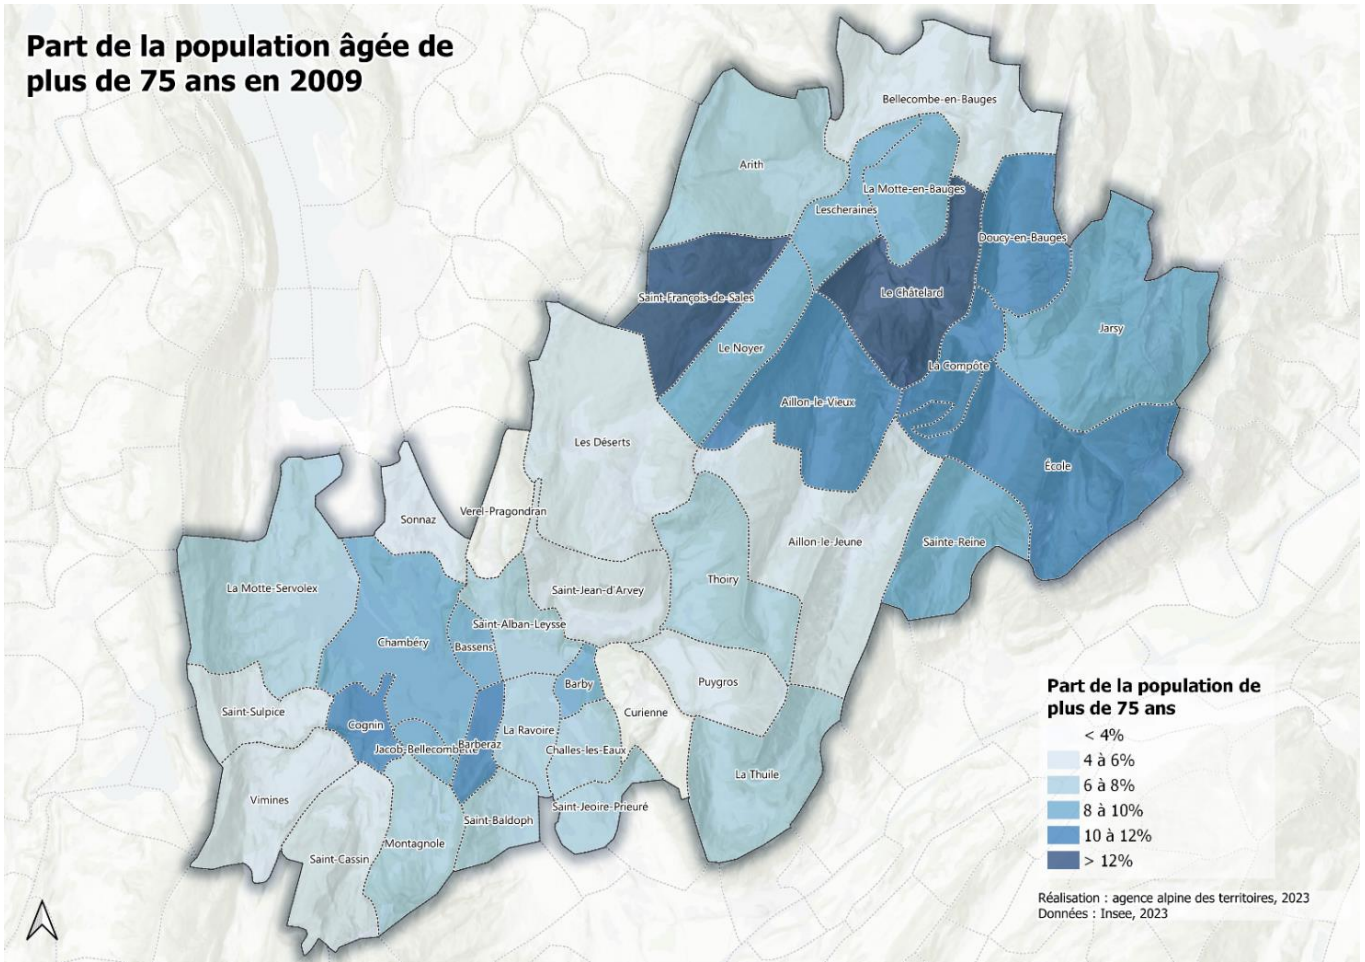 Part de la population âgée de
plus de 75 ans en 2009
Bellecombe-en-Bauges
Arith
La Motte-en-Bauges
Lescheraines
Doucy-en-Bauges
Saint-François-de-Sales
Le Châtelard
Jarsy
Le Noyer
La Compôte
Aillon-le-Vieux
Les Déserts
École
Verel-Pragondran
Sonnaz
Aillon-le-Jeune
Sainte-Reine
Thoiry
La Motte-Servolex
Saint-Jean-d'Arvey
Saint-Alban-Leysse
Chambéry
Bassens
Barby
Puygros
Saint-Sulpice
Curienne
Cognin
La Ravoire
Barberaz
Jacob-Bellecombette
Challes-les-Eaux
La Thuile
Vimines
Saint-Jeoire-Prieuré
Saint-Baldoph
Montagnole
Saint-Cassin
Part de la population de
plus de 75 ans
< 4%
4 à 6%
6 à 8%
8 à 10%
10 à 12%
> 12%
Réalisation : agence alpine des territoires, 2023
Données : Insee, 2023